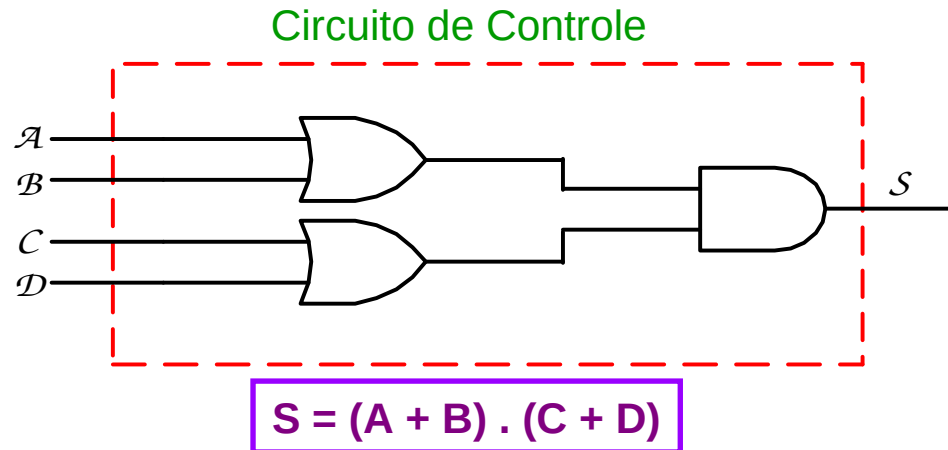 Circuito de Controle
A
B
S
C
D
S = (A + B) . (C + D)